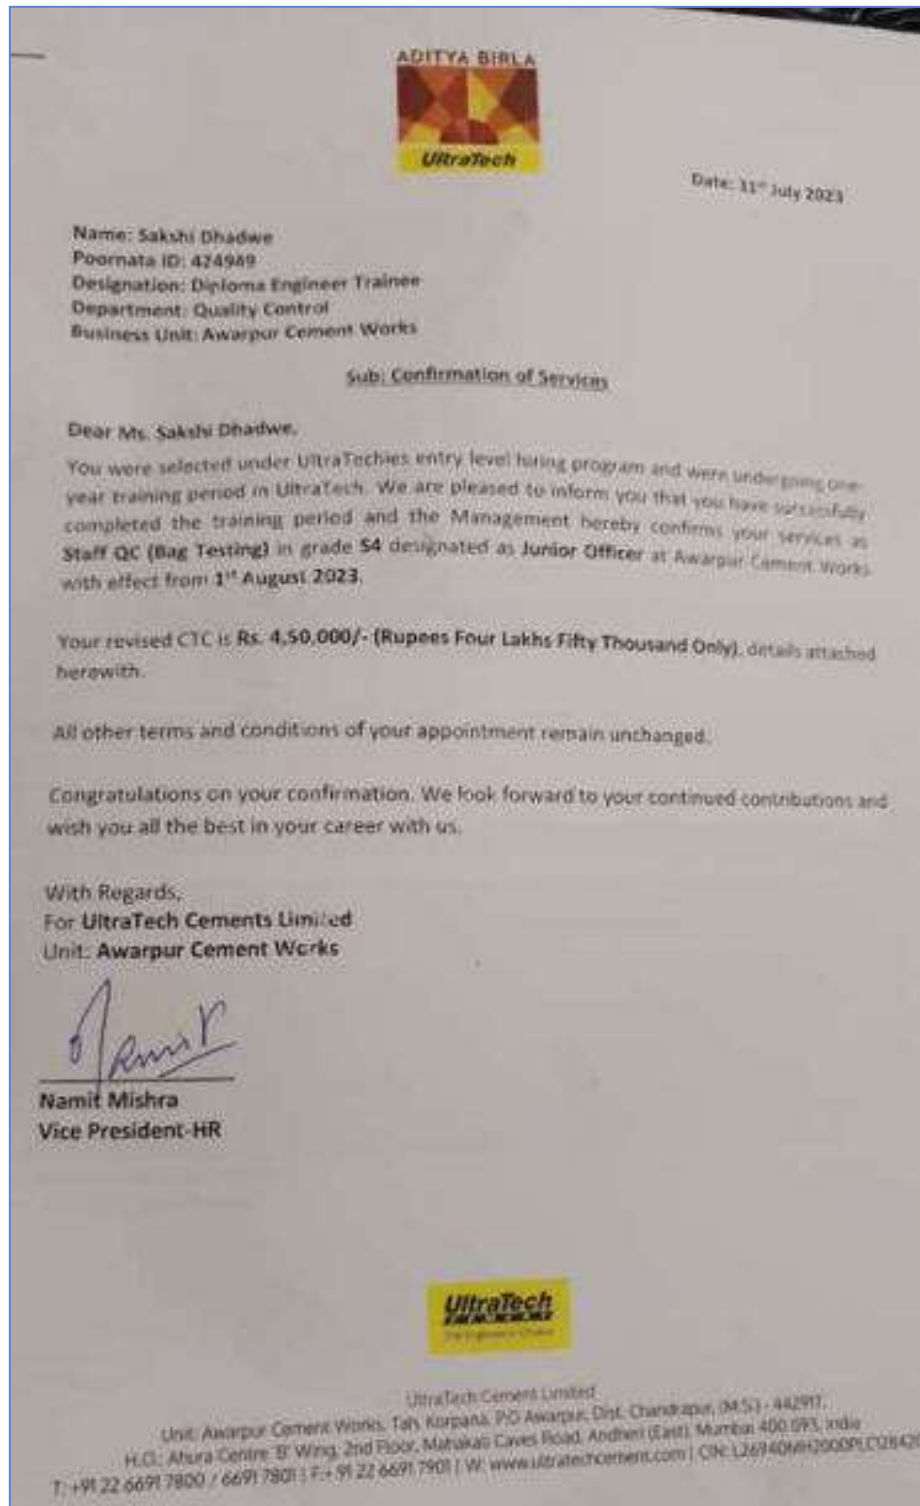 ADITYA BIRLA
UltraTech
Date: 31st July 2023
Name: Sakshi Dhadwe
Poornata ID: 424949
Designation: Diploma Engineer Trainee
Department: Quality Control
Business Unit: Awarpur Cement Works
Sub: Confirmation of Services
Dear Ms. Sakshi Dhadwe,
You were selected under UltraTechies entry level hiring program and were undergoing one-
year training period in UltraTech. We are pleased to inform you that you have successfully
completed the training period and the Management hereby confirms your services as
Staff QC (Bag Testing) in grade S4 designated as Junior Officer at Awarpur Cement Works
with effect from 1st August 2023.
Your revised CTC is Rs. 4,50,000/- (Rupees Four Lakhs Fifty Thousand Only), details attached
herewith.
All other terms and conditions of your appointment remain unchanged.
Congratulations on your confirmation. We look forward to your continued contributions and
wish you all the best in your career with us.
With Regards,
For UltraTech Cements Limited
Unit: Awarpur Cement Works
Namit
Namit Mishra
Vice President-HR
UltraTech
CEMENT
The Engineer's Choice
UltraTech Cement Limited
Unit: Awarpur Cement Works, Tah. Korpana, P.O Awarpur, Dist. Chandrapur, (M.S.) - 442917.
H.O.: Ahura Centre 'B' Wing, 2nd Floor, Mahakali Caves Road, Andheri (East), Mumbai 400 093, India
T: +91 22 6691 7800 / 6691 7801 | F: + 91 22 6691 7901 | W: www.ultratechcement.com | CIN: L26940MH2000PLC128420